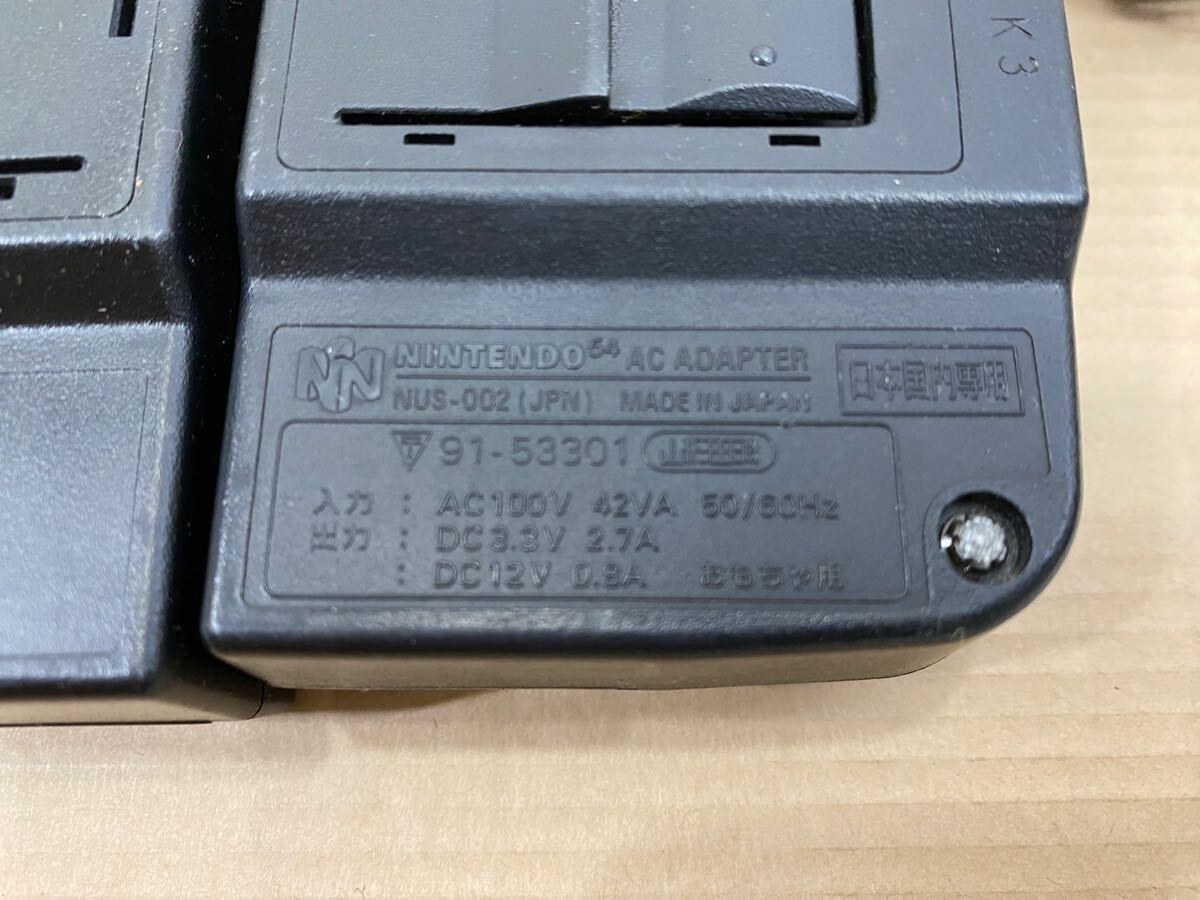 K3
NINTENDO64 AC ADAPTER
NUS-002 (JPN) MADE IN JAPAN
日本国内専用
91-53301
入力 : AC100V 42VA 50/60Hz
出力 : DC3.3V 2.7A
: DC12V 0.8A おもちゃ用